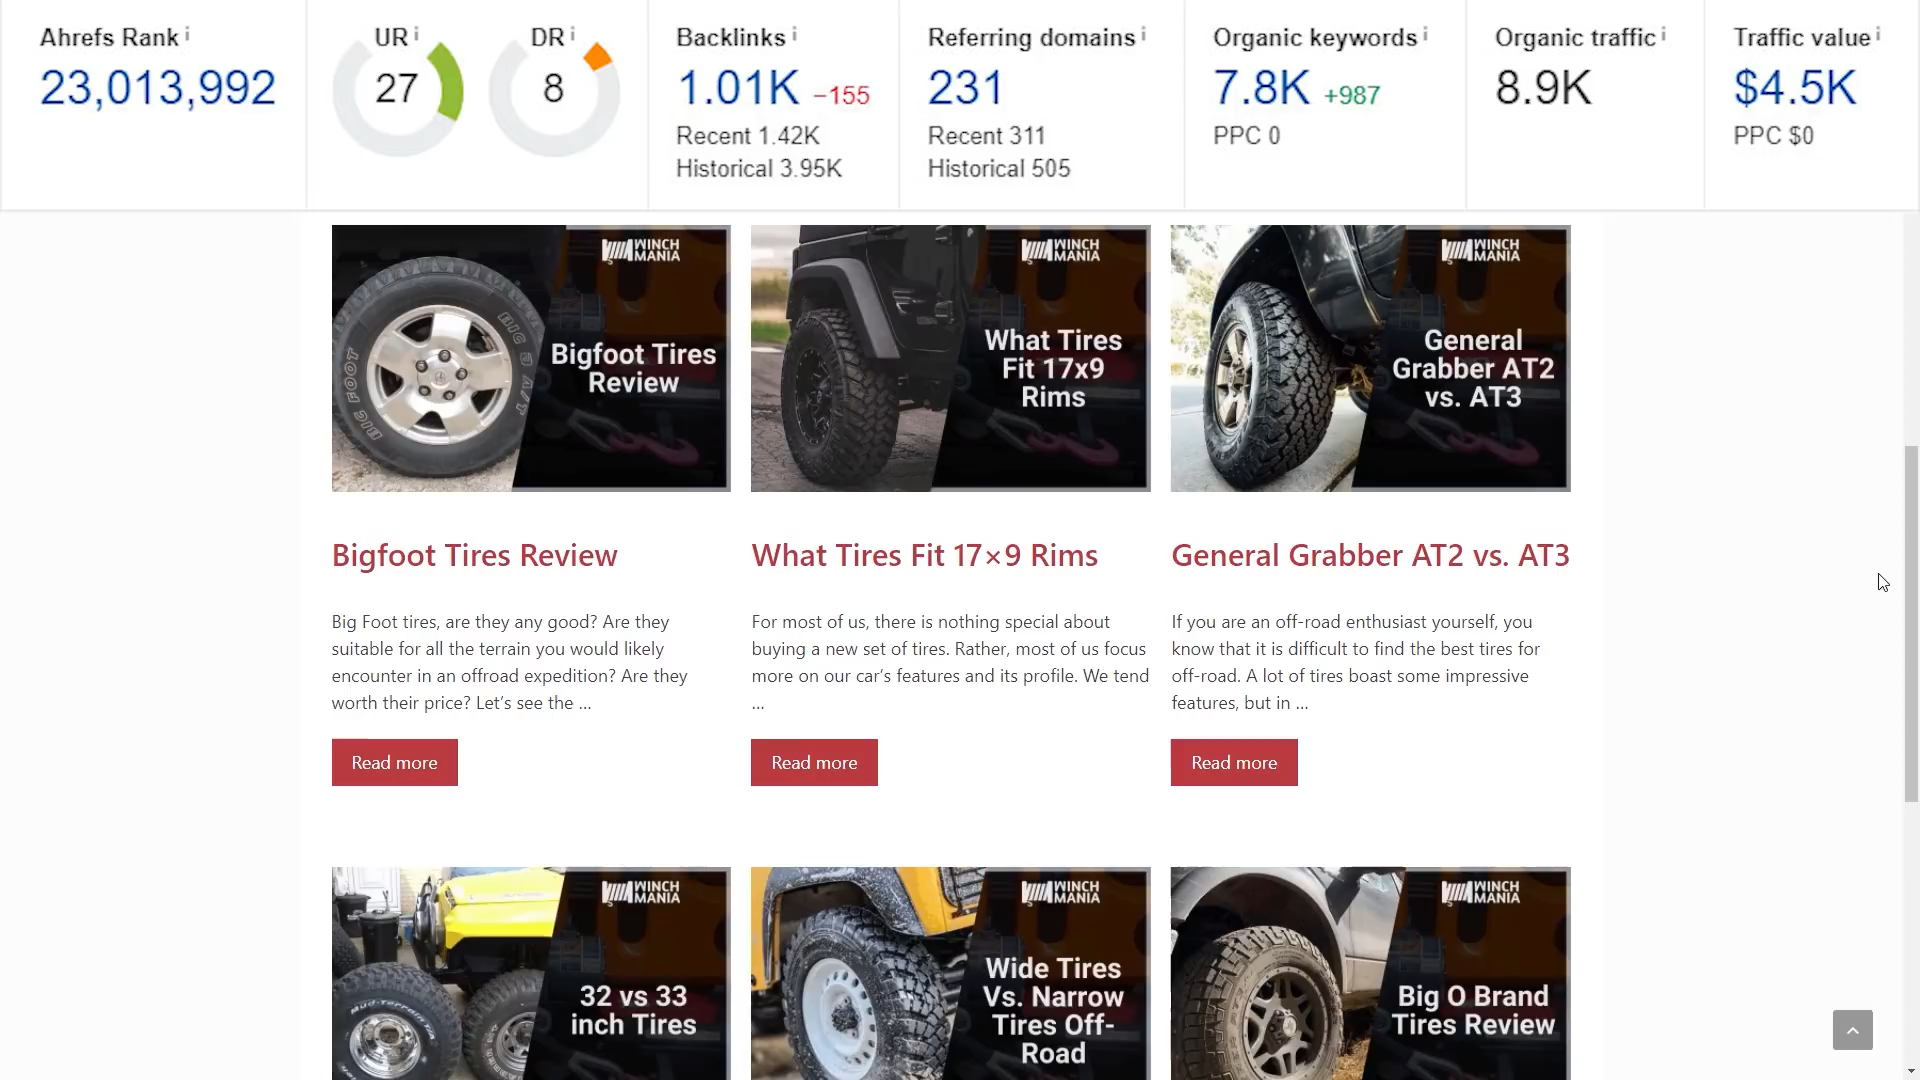 Ahrefs Rank i
23,013,992
UR i
27
DR i
8
Backlinks i
1.01K −155
Recent 1.42K
Historical 3.95K
Referring domains i
231
Recent 311
Historical 505
Organic keywords i
7.8K +987
PPC 0
Organic traffic i
8.9K
Traffic value i
$4.5K
PPC $0
WINCH
MANIA
BIG FOOT
Bigfoot Tires
Review
WINCH
MANIA
What Tires
Fit 17x9
Rims
WINCH
MANIA
General
Grabber AT2
vs. AT3
Bigfoot Tires Review
Big Foot tires, are they any good? Are they
suitable for all the terrain you would likely
encounter in an offroad expedition? Are they
worth their price? Let’s see the ...
Read more
What Tires Fit 17×9 Rims
For most of us, there is nothing special about
buying a new set of tires. Rather, most of us focus
more on our car’s features and its profile. We tend
...
Read more
General Grabber AT2 vs. AT3
If you are an off-road enthusiast yourself, you
know that it is difficult to find the best tires for
off-road. A lot of tires boast some impressive
features, but in ...
Read more
WINCH
MANIA
32 vs 33
inch Tires
WINCH
MANIA
Wide Tires
Vs. Narrow
Tires Off-
Road
WINCH
MANIA
Big O Brand
Tires Review